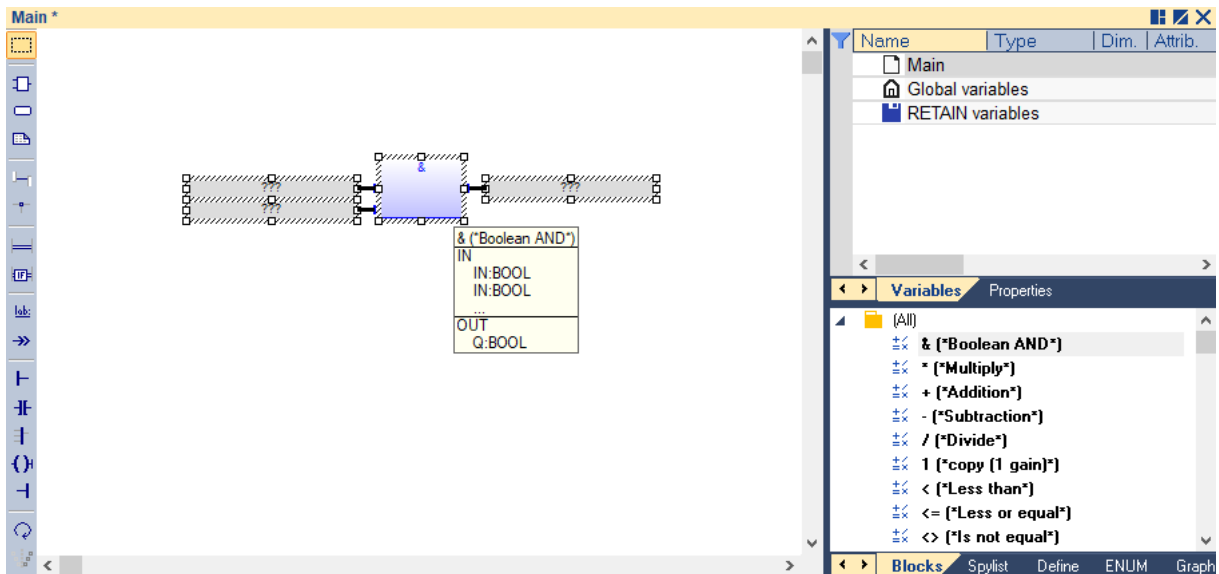 Main *
Name Type Dim. Attrib.
Main
Global variables
RETAIN variables
&
??? ???
???
& (*Boolean AND*)
IN
IN:BOOL
IN:BOOL
...
OUT
Q:BOOL
IF
lab:
Variables Properties
(All)
& (*Boolean AND*)
* (*Multiply*)
+ (*Addition*)
- (*Subtraction*)
/ (*Divide*)
1 (*copy (1 gain)*)
< (*Less than*)
<= (*Less or equal*)
<> (*Is not equal*)
Blocks Spylist Define ENUM Graph